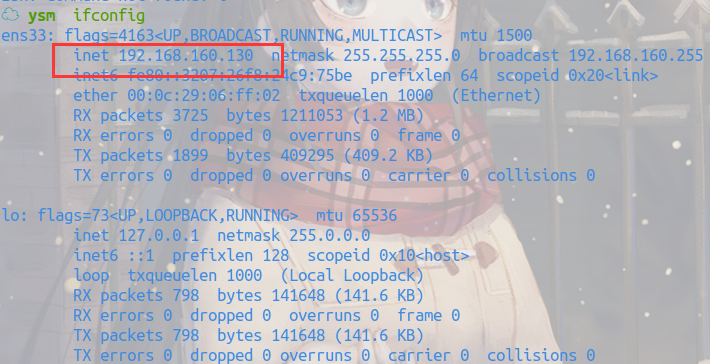 ysm ifconfig
ens33: flags=4163<UP,BROADCAST,RUNNING,MULTICAST> mtu 1500
inet 192.168.160.130 netmask 255.255.255.0 broadcast 192.168.160.255
inet6 prefixlen 64 scopeid 0x20<link>
ether 00:0c:29:06:ff:02 txqueuelen 1000 (Ethernet)
RX packets 3725 bytes 1211053 (1.2 MB)
RX errors 0 dropped 0 overruns 0 frame 0
TX packets 1899 bytes 409295 (409.2 KB)
TX errors 0 dropped 0 overruns 0 carrier 0 collisions 0
lo: flags=73<UP,LOOPBACK,RUNNING> mtu 65536
inet 127.0.0.1 netmask 255.0.0.0
inet6 ::1 prefixlen 128 scopeid 0x10<host>
loop txqueuelen 1000 (Local Loopback)
RX packets 798 bytes 141648 (141.6 KB)
RX errors 0 dropped 0 overruns 0 frame 0
TX packets 798 bytes 141648 (141.6 KB)
TX errors 0 dropped 0 overruns 0 carrier 0 collisions 0